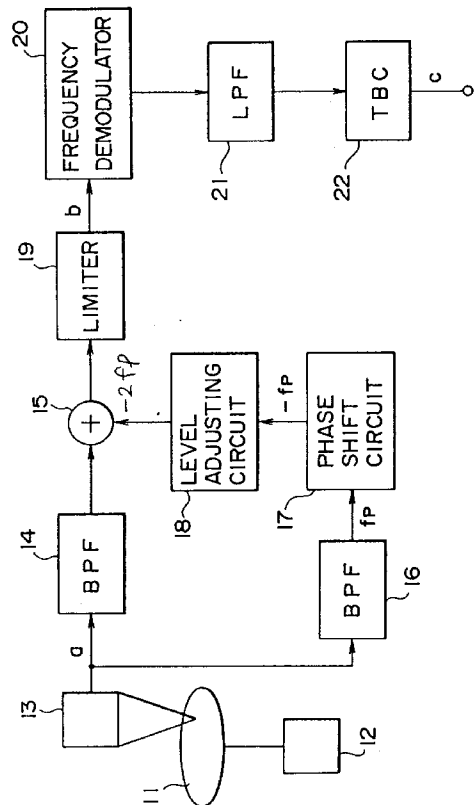 20
FREQUENCY
DEMODULATOR
LPF
21
TBC
22
c
b
19
LIMITER
15
+
-2fp
LEVEL
ADJUSTING
CIRCUIT
18
-fP
PHASE
SHIFT
CIRCUIT
17
fP
14
BPF
BPF
16
a
13
11
12